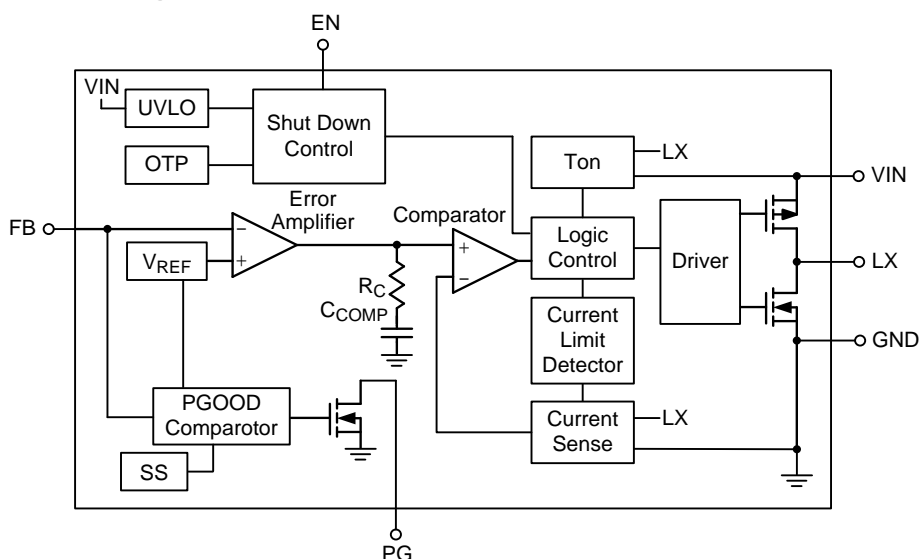 EN
VIN
UVLO
Shut Down
Control
OTP
Ton
LX
VIN
Error
Amplifier
Comparator
FB
−
+
VREF
+
−
Logic
Control
Driver
LX
RC
CCOMP
Current
Limit
Detector
GND
PGOOD
Comparotor
Current
Sense
LX
SS
PG